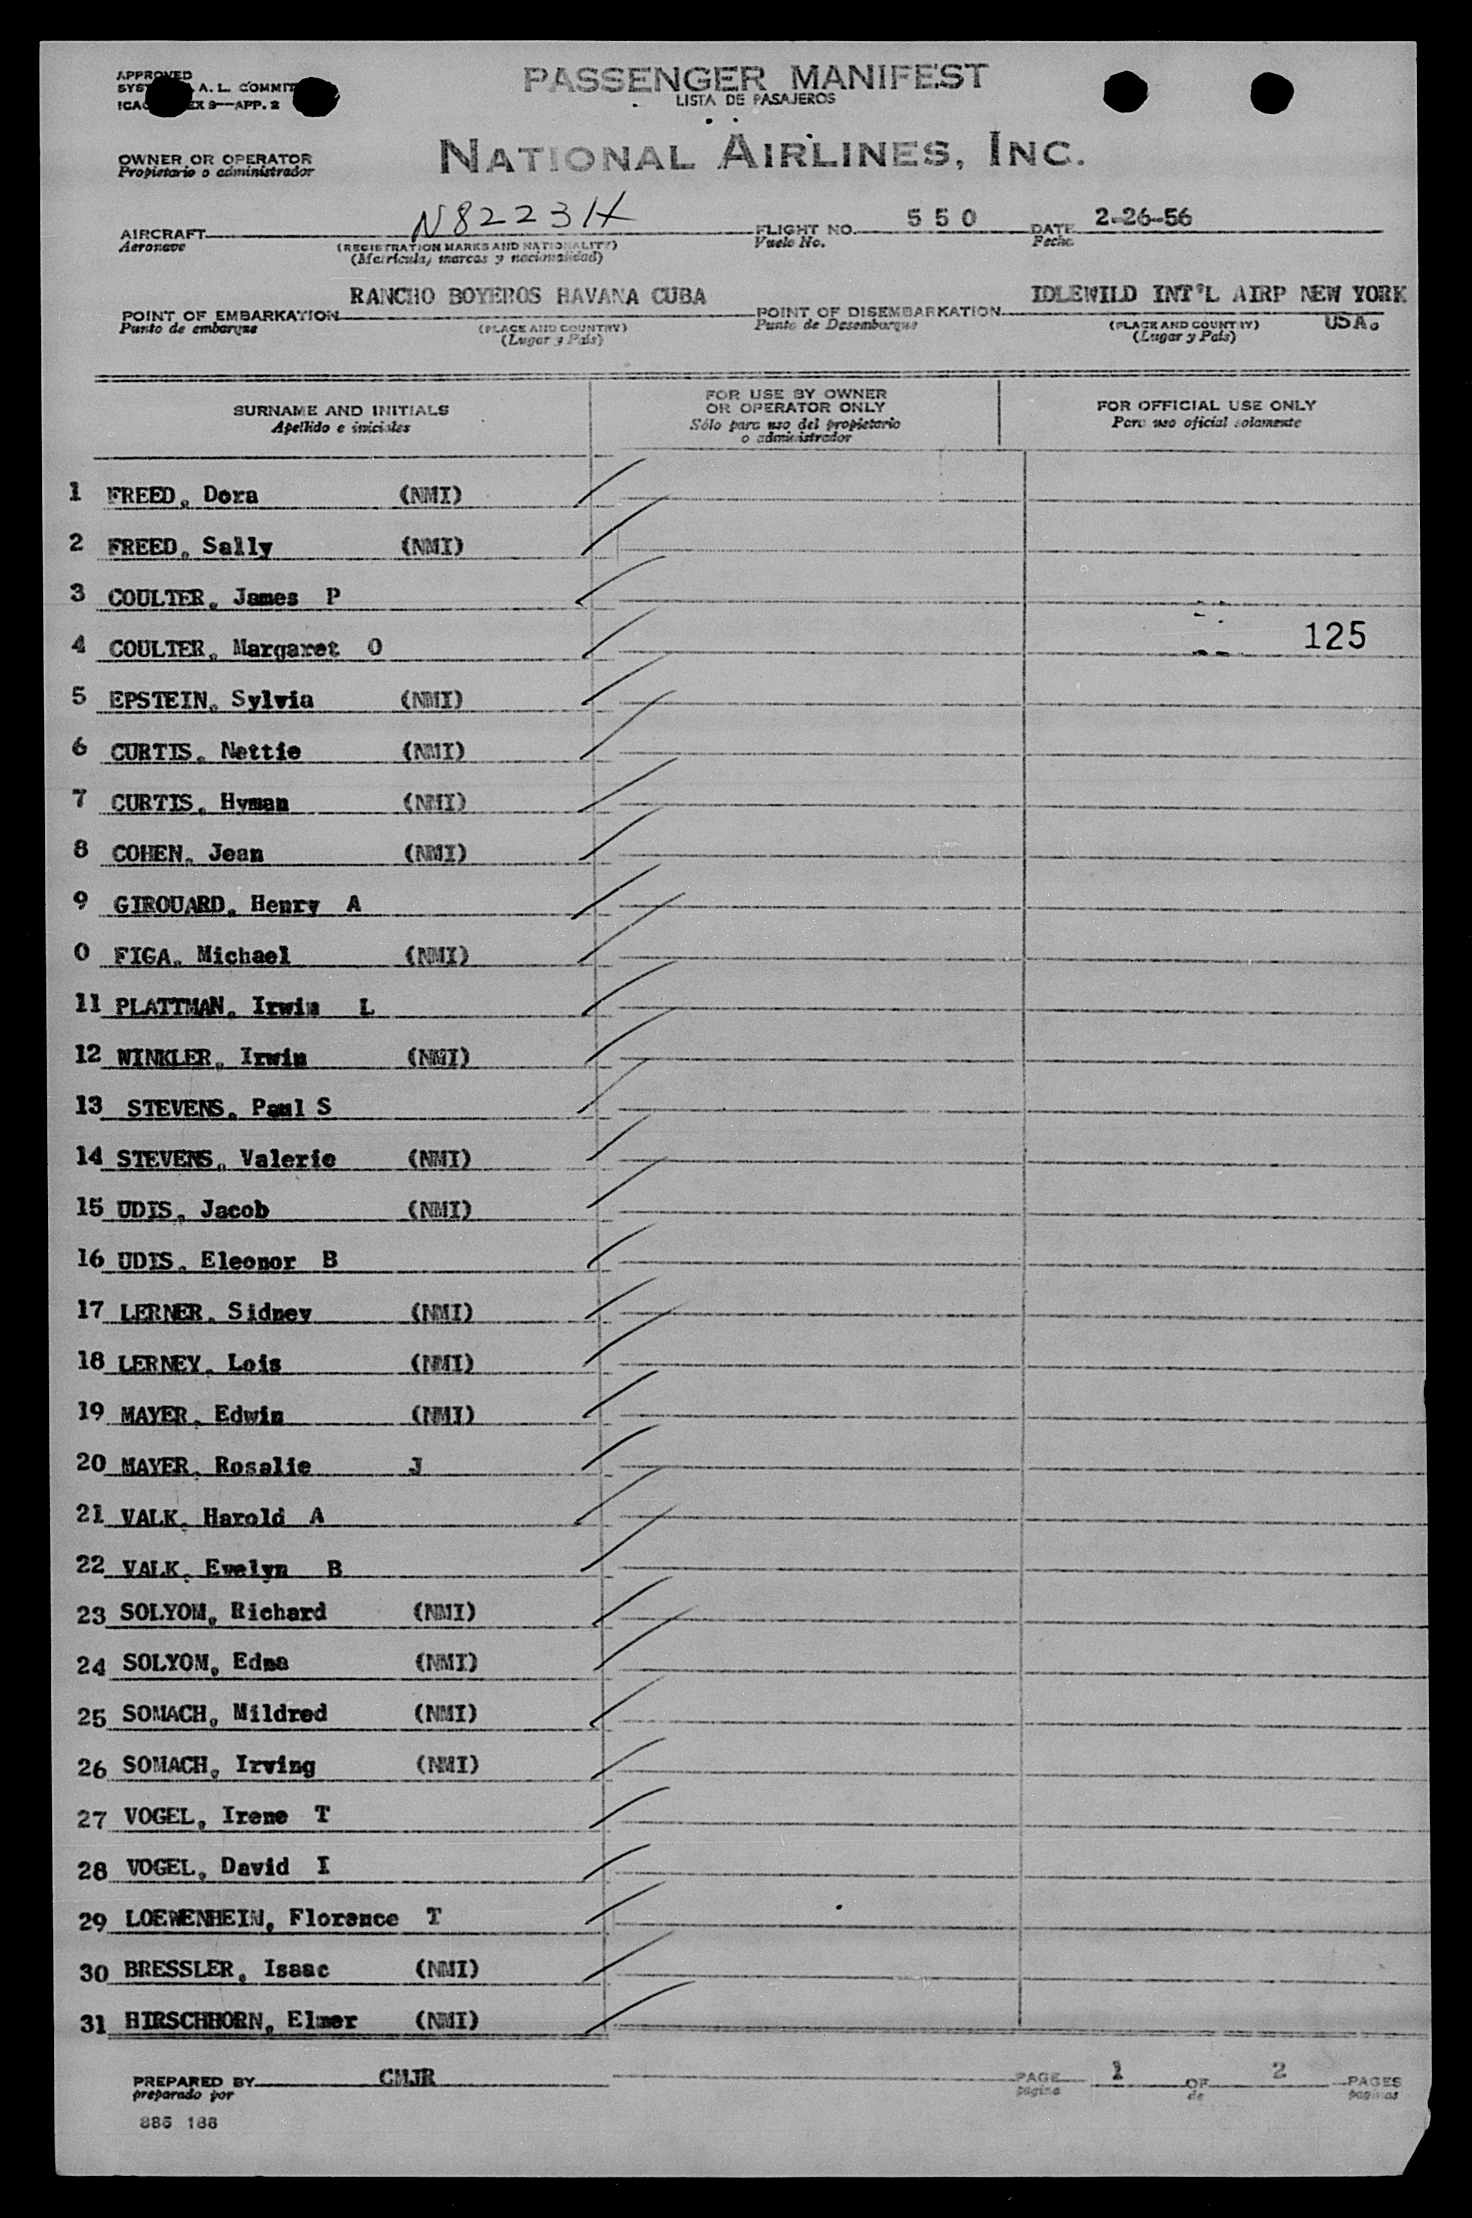 APPROVED
A. L. COMMIT
EX 9—APP. 2
PASSENGER MANIFEST
LISTA DE PASAJEROS
OWNER OR OPERATOR
Propietario o administrador
NATIONAL AIRLINES, INC.
AIRCRAFT N8223H FLIGHT NO. 550 DATE 2-26-56
Aeronave (REGISTRATION MARKS AND NATIONALITY) Vuelo No. Fecha
(Matricula, marcas y nacionalidad)
RANCHO BOYEROS HAVANA CUBA IDLEWILD INT'L AIRP NEW YORK
POINT OF EMBARKATION POINT OF DISEMBARKATION USA.
Punto de embarque (PLACE AND COUNTRY) Punto de Desembarque (PLACE AND COUNTRY)
(Lugar y Pais) (Lugar y Pais)
SURNAME AND INITIALS
Apellido e iniciales
FOR USE BY OWNER
OR OPERATOR ONLY
Sólo para uso del propietario
o administrador
FOR OFFICIAL USE ONLY
Para uso oficial solamente
1 FREED, Dora (NMI)
2 FREED, Sally (NMI)
3 COULTER, James P
4 COULTER, Margaret O 125
5 EPSTEIN, Sylvia (NMI)
6 CURTIS, Nettie (NMI)
7 CURTIS, Hyman (NMI)
8 COHEN, Jean (NMI)
9 GIROUARD, Henry A
0 FIGA, Michael (NMI)
11 PLATTMAN, Irwin L
12 WINKLER, Irwin (NMI)
13 STEVENS, Paul S
14 STEVENS, Valerie (NMI)
15 UDIS, Jacob (NMI)
16 UDIS, Eleonor B
17 LERNER, Sidney (NMI)
18 LERNEY, Lois (NMI)
19 MAYER, Edwin (NMI)
20 MAYER, Rosalie J
21 VALK, Harold A
22 VALK, Evelyn B
23 SOLYOM, Richard (NMI)
24 SOLYOM, Edna (NMI)
25 SOMACH, Mildred (NMI)
26 SOMACH, Irving (NMI)
27 VOGEL, Irene T
28 VOGEL, David I
29 LOEWENHEIN, Florence T
30 BRESSLER, Isaac (NMI)
31 HIRSCHHORN, Elmer (NMI)
PREPARED BY CMJR PAGE 1 OF 2 PAGES
preparado por página de paginas
885 188